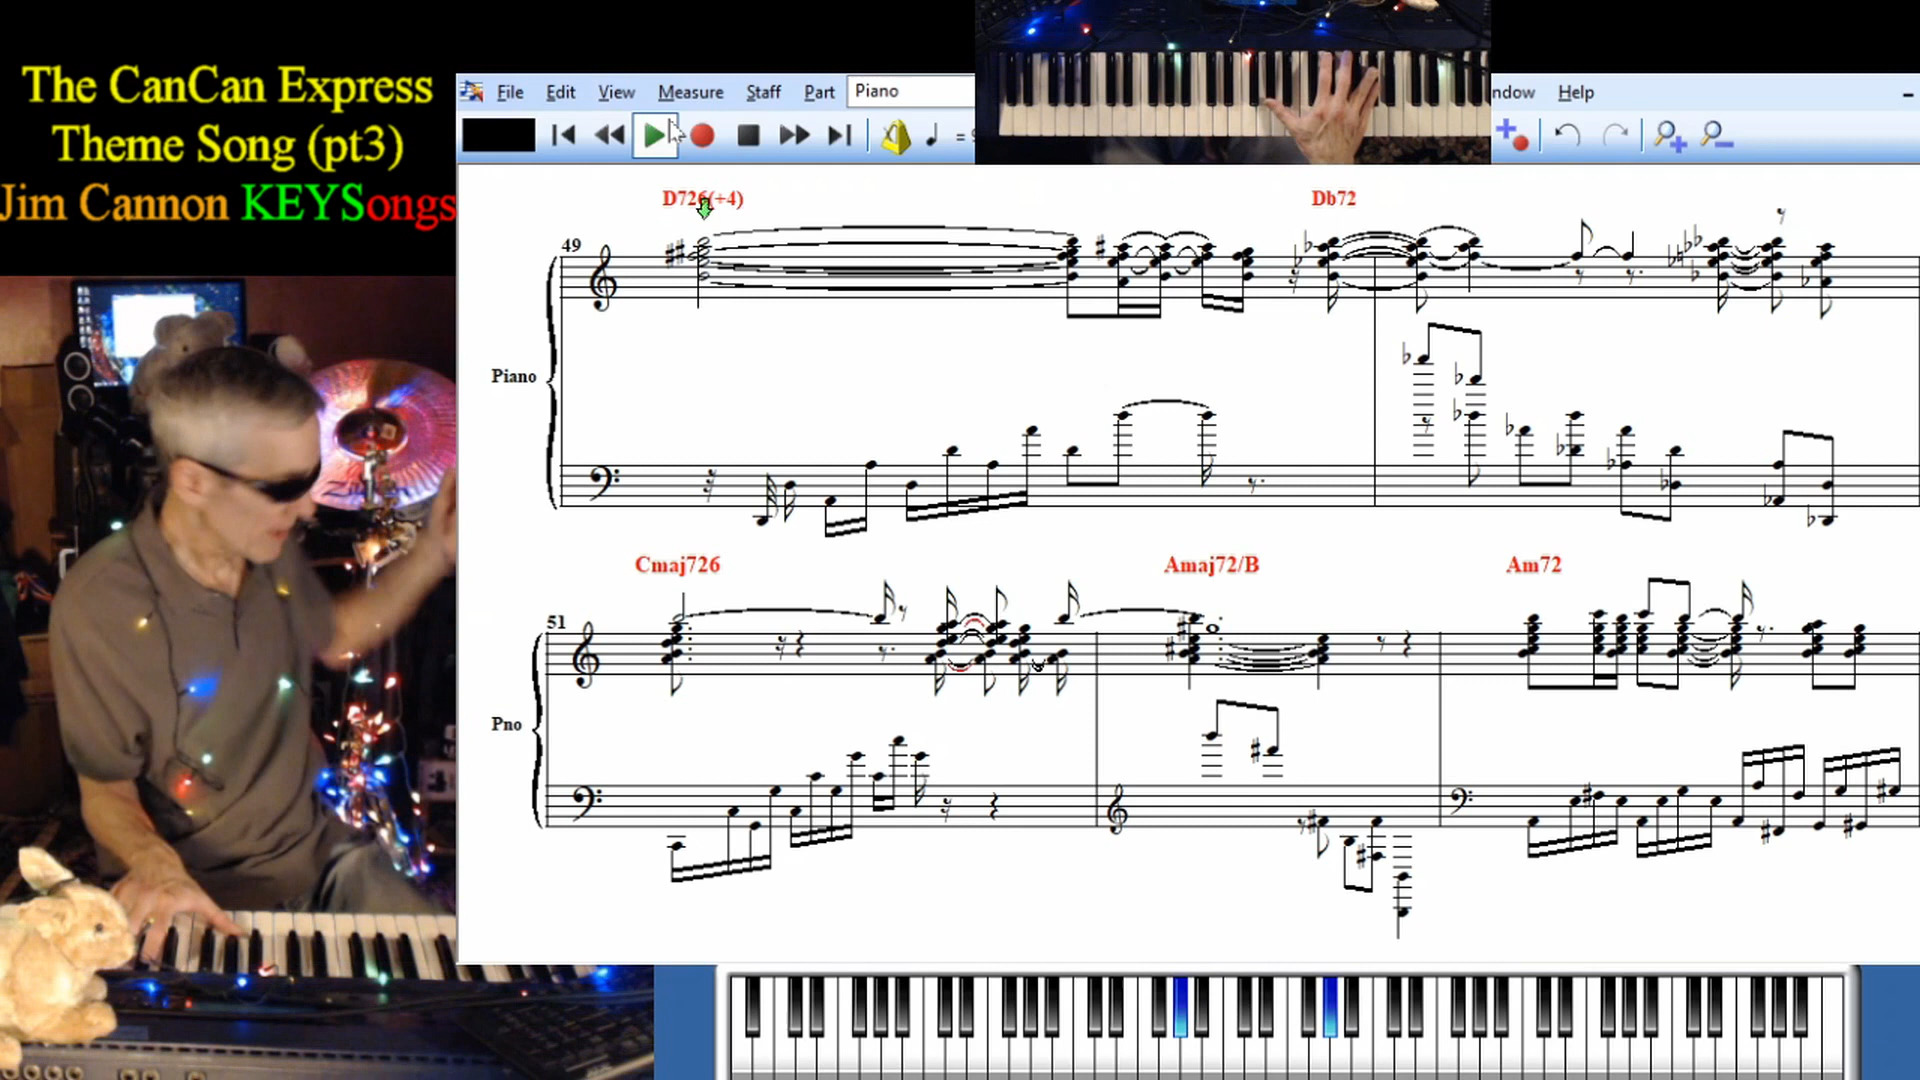 The CanCan Express
Theme Song (pt3)
Jim Cannon KEYSongs
File Edit View Measure Staff Part Piano
ndow Help
D726(+4) Db72
49
Piano
Cmaj726 Amaj72/B Am72
51
Pno